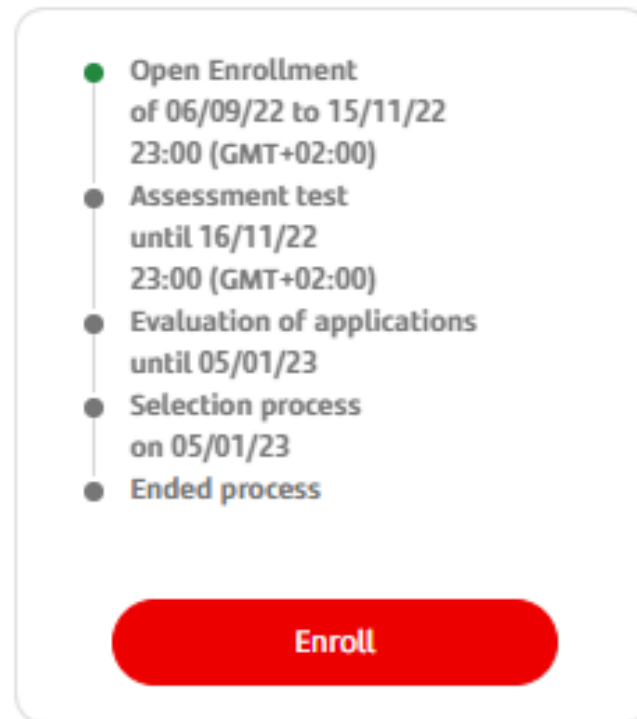 Open Enrollment
of 06/09/22 to 15/11/22
23:00 (GMT+02:00)
Assessment test
until 16/11/22
23:00 (GMT+02:00)
Evaluation of applications
until 05/01/23
Selection process
on 05/01/23
Ended process
Enroll